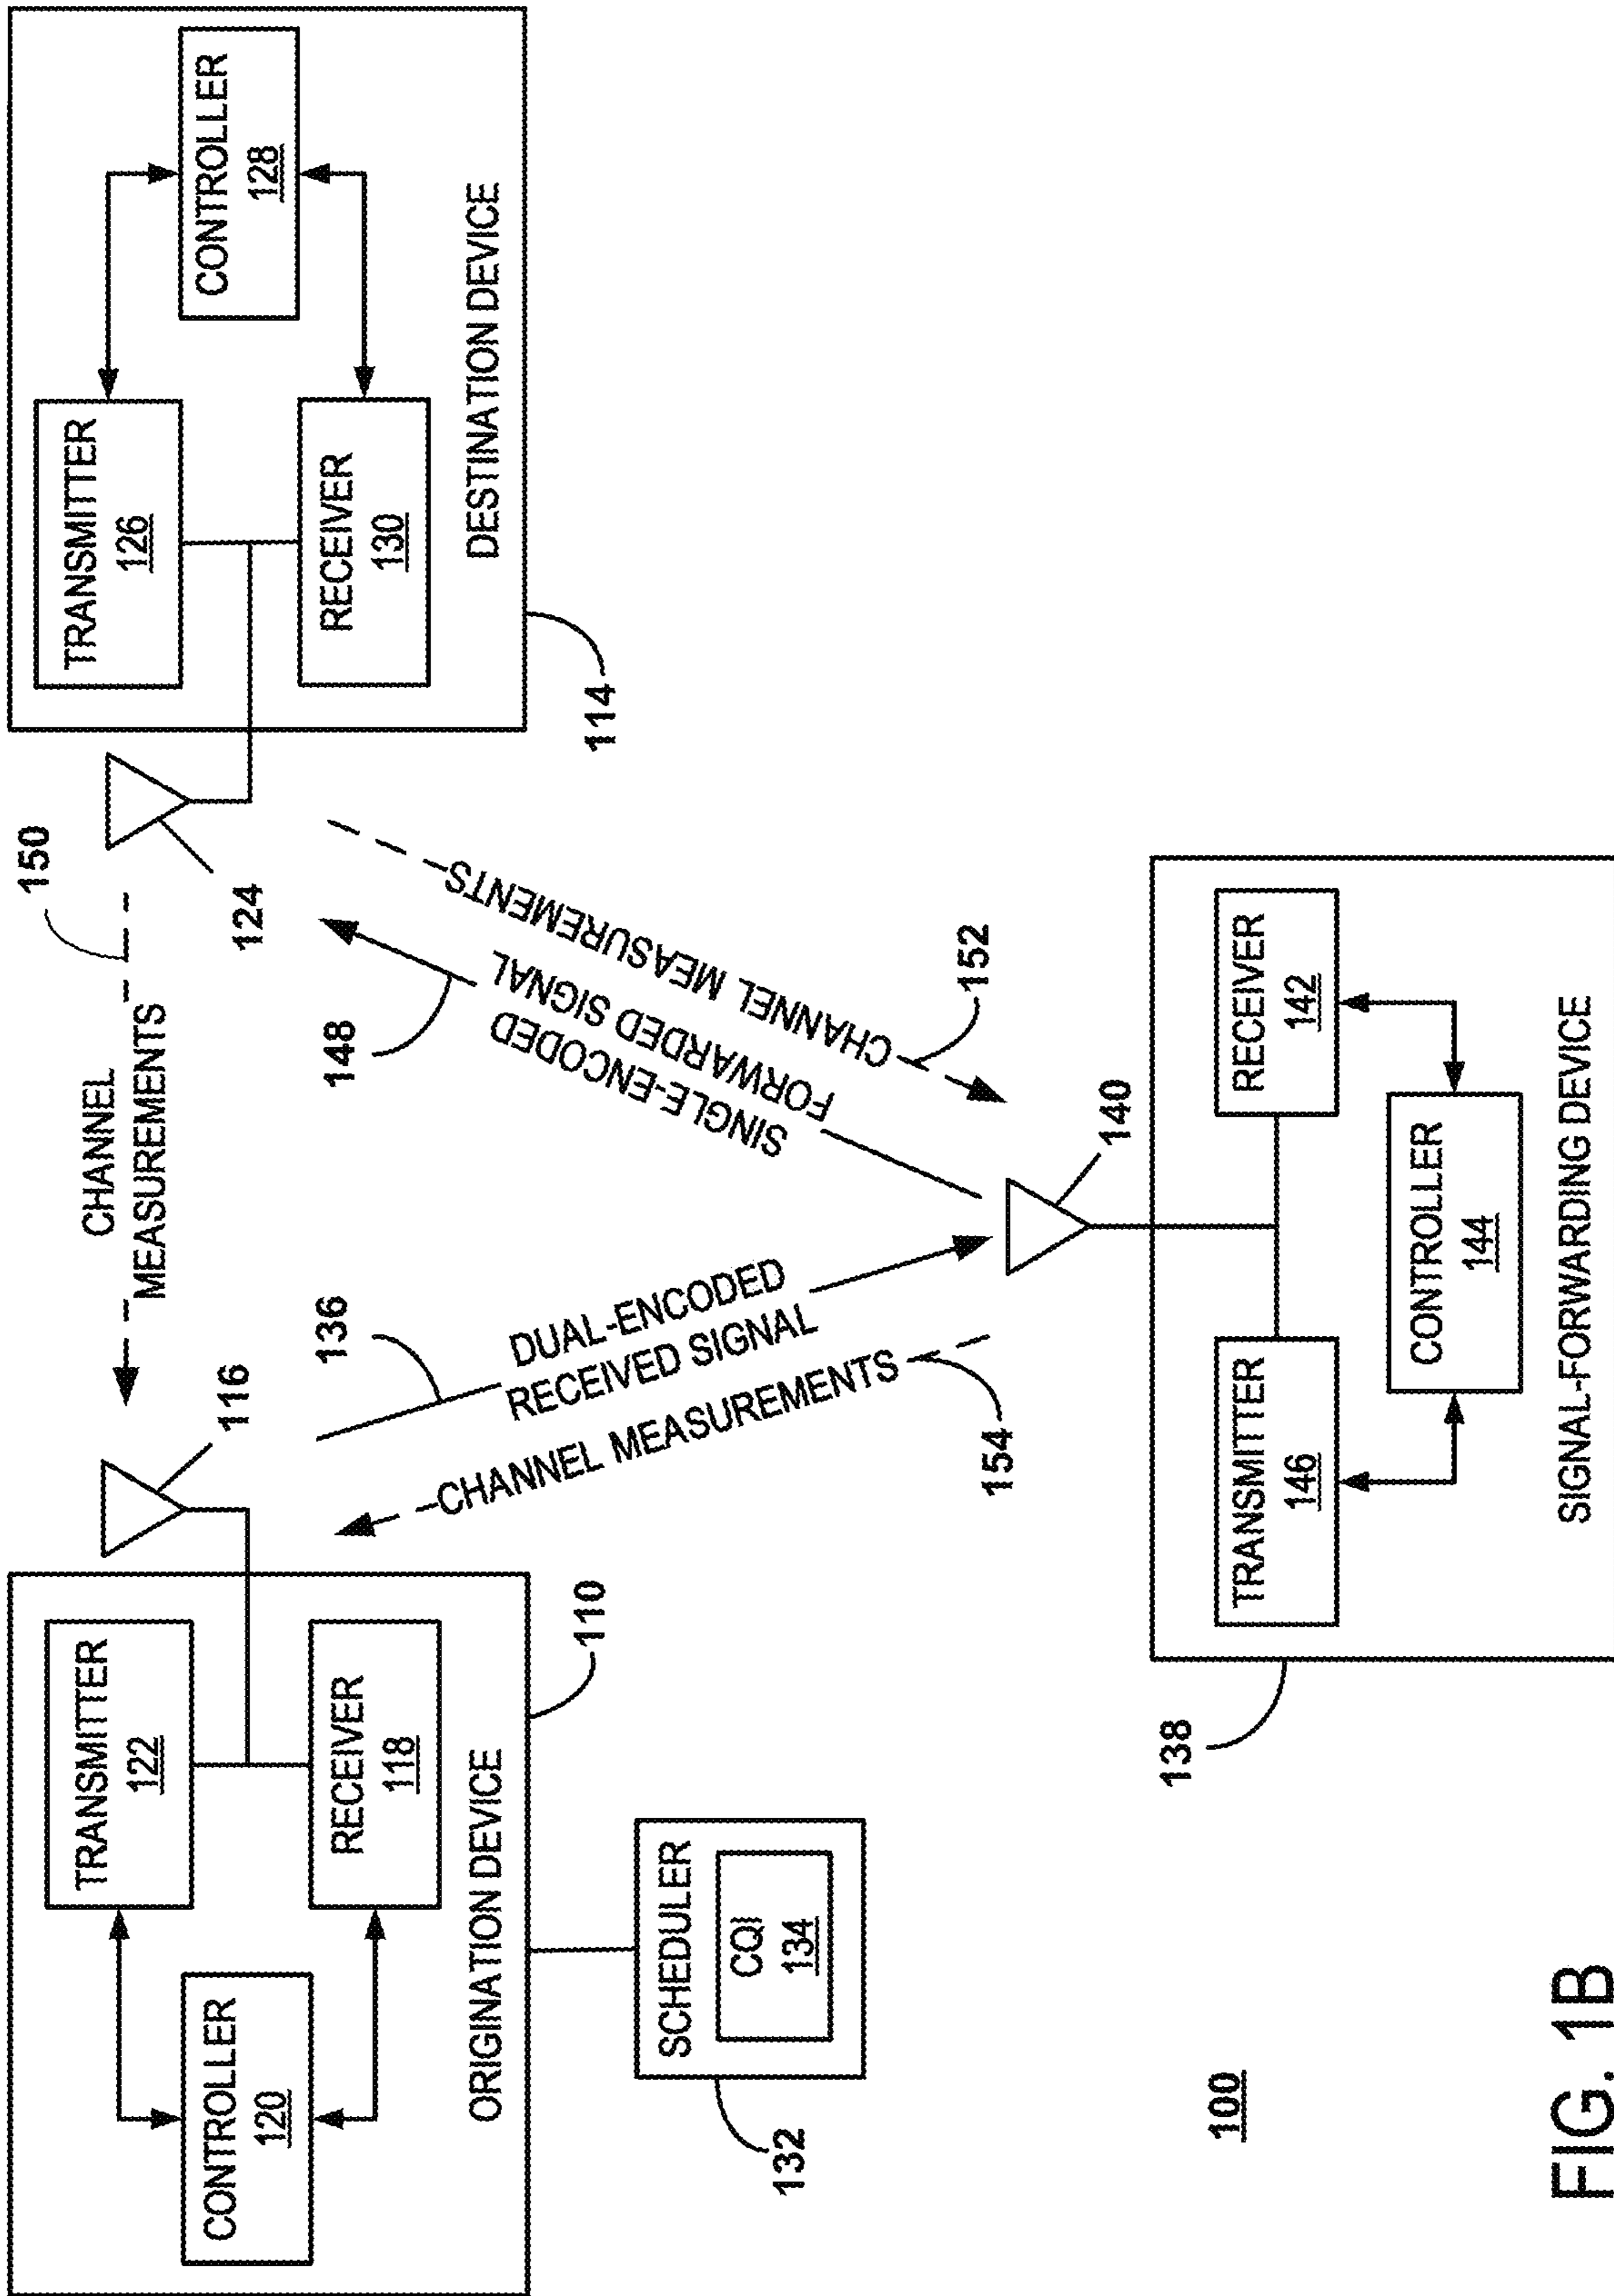 CHANNEL
MEASUREMENTS
150
TRANSMITTER
122
CONTROLLER
120
RECEIVER
118
ORIGINATION DEVICE
110
116
TRANSMITTER
126
CONTROLLER
128
RECEIVER
130
DESTINATION DEVICE
114
124
SCHEDULER
CQI
134
132
136
DUAL-ENCODED
RECEIVED SIGNAL
CHANNEL MEASUREMENTS
154
148
SINGLE-ENCODED
FORWARDED SIGNAL
CHANNEL MEASUREMENTS
152
140
TRANSMITTER
146
RECEIVER
142
CONTROLLER
144
SIGNAL-FORWARDING DEVICE
138
100
FIG. 1B